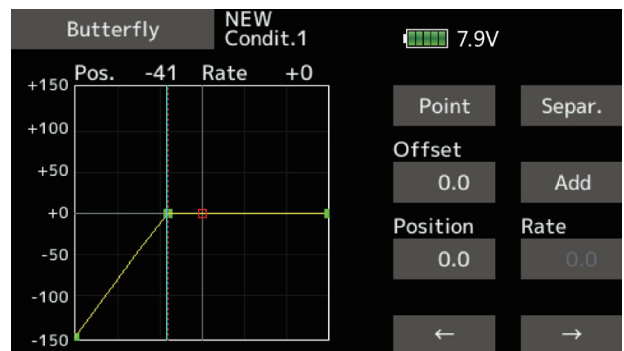 Butterfly
NEW
Condit.1
7.9V
Pos. -41 Rate +0
+150
+100
+50
+0
-50
-100
-150
Point Separ.
Offset
0.0 Add
Position Rate
0.0 0.0
← →